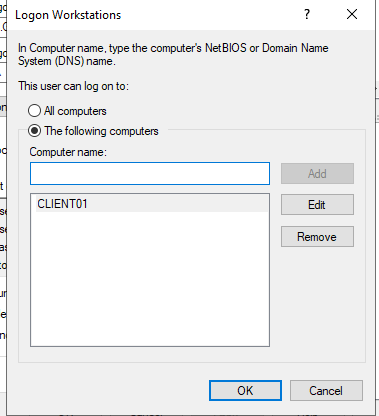 Logon Workstations
In Computer name, type the computer's NetBIOS or Domain Name
System (DNS) name.
This user can log on to:
All computers
The following computers
Computer name:
Add
CLIENT01
Edit
Remove
OK
Cancel